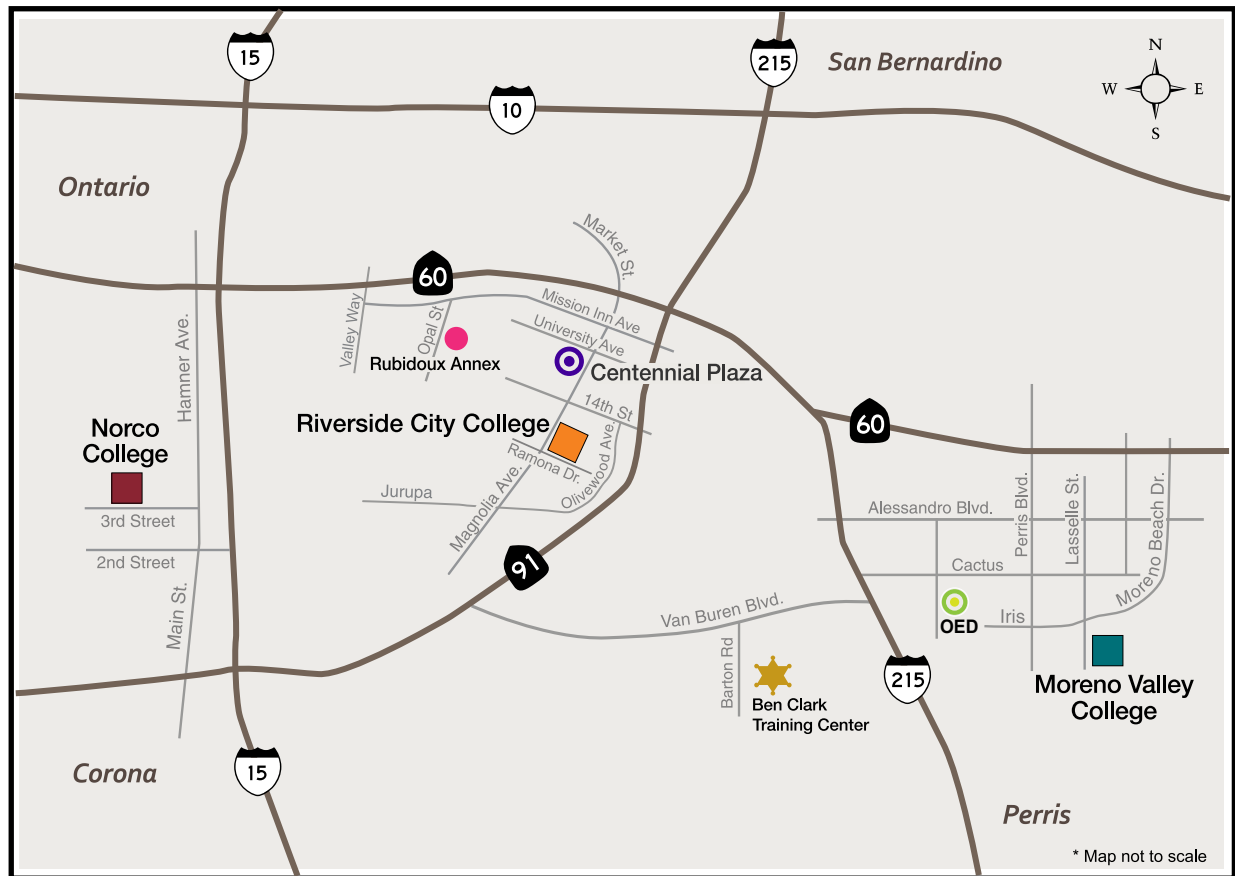 15
215
San Bernardino
N
W
E
S
10
Ontario
Market St.
60
Mission Inn Ave
Valley Way
Opal St
University Ave
Hamner Ave.
Rubidoux Annex
Centennial Plaza
14th St
60
Riverside City College
Norco
College
Ramona Dr.
Olivewood Ave.
Jurupa
Magnolia Ave.
3rd Street
2nd Street
Alessandro Blvd.
Perris Blvd.
Lasselle St.
Moreno Beach Dr.
91
Cactus
Main St.
Van Buren Blvd.
OED
Iris
Barton Rd
215
Ben Clark
Training Center
Moreno Valley
College
Corona
15
Perris
* Map not to scale